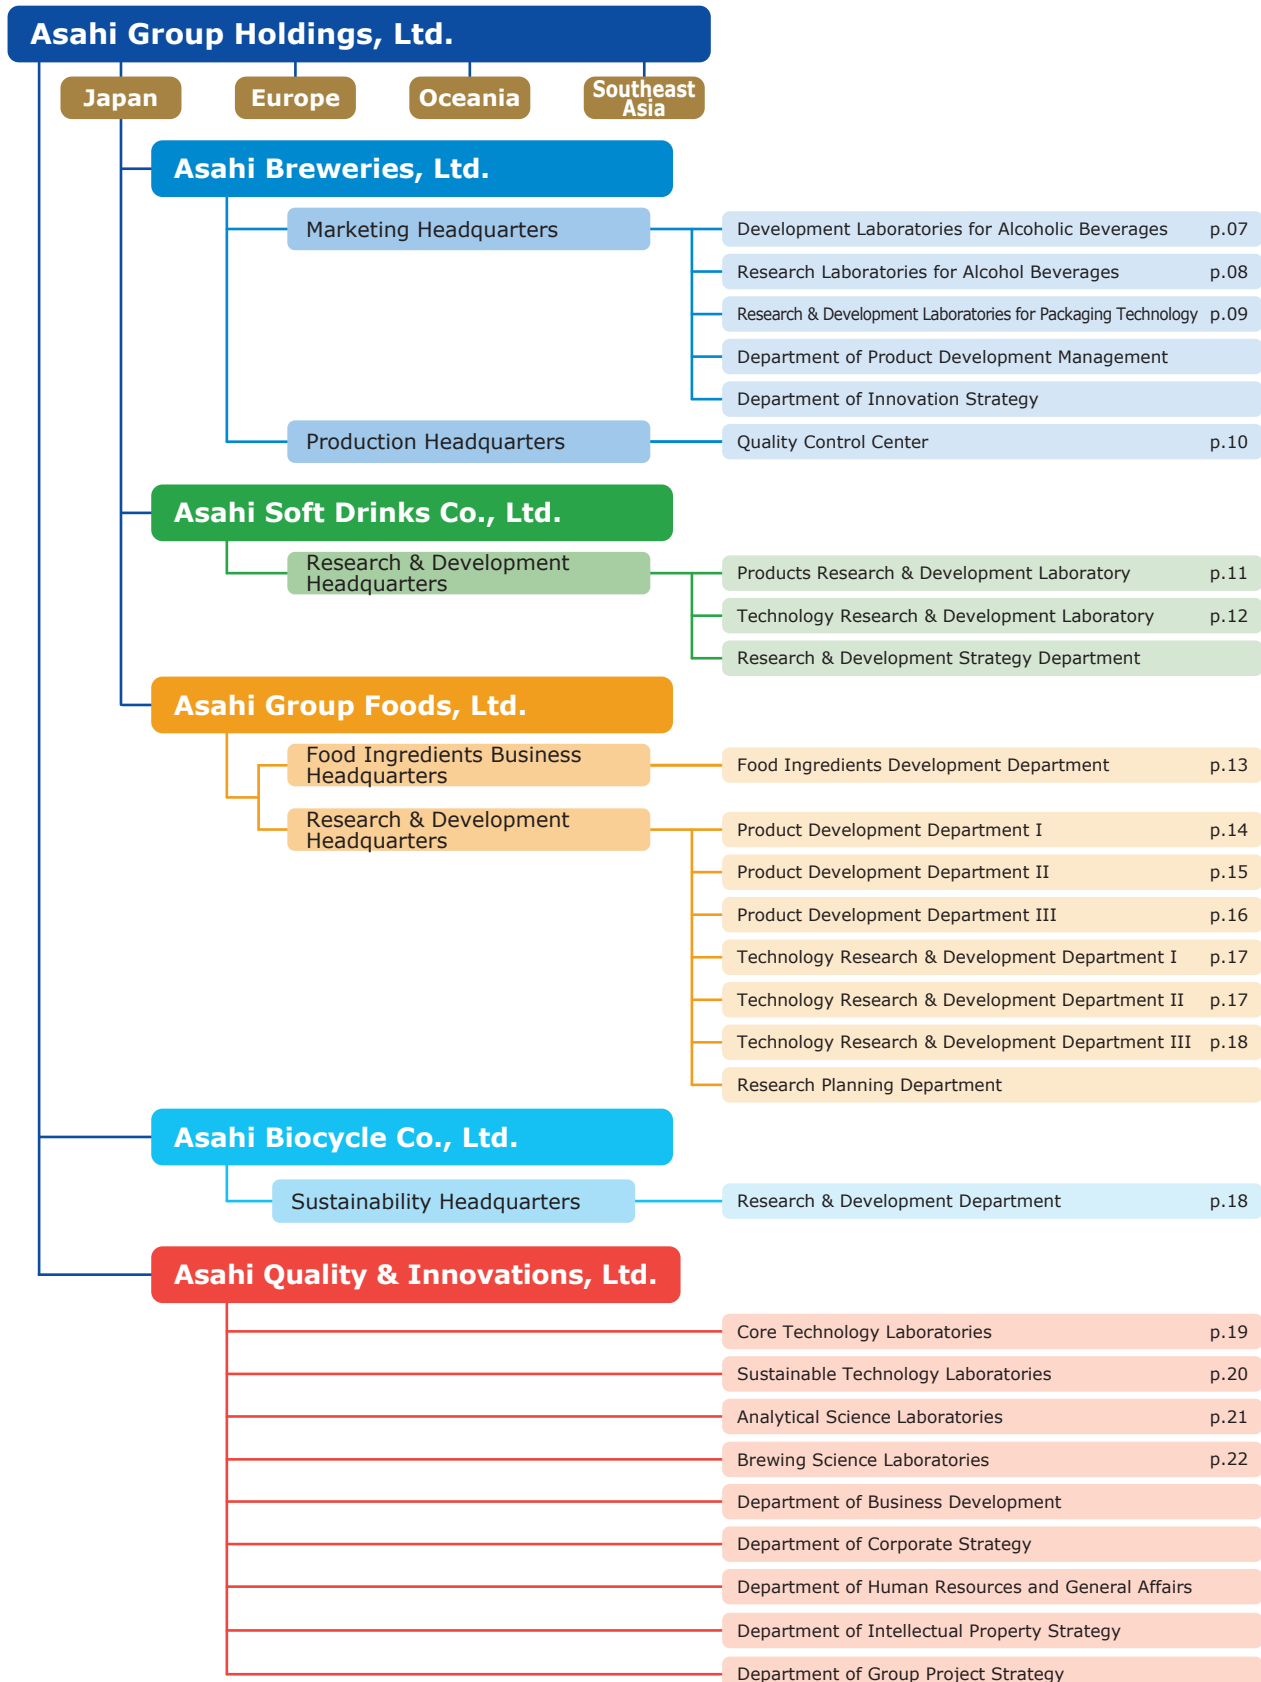 Asahi Group Holdings, Ltd.
Japan
Europe
Oceania
Southeast
Asia
Asahi Breweries, Ltd.
Marketing Headquarters
Development Laboratories for Alcoholic Beverages p.07
Research Laboratories for Alcohol Beverages p.08
Research & Development Laboratories for Packaging Technology p.09
Department of Product Development Management
Department of Innovation Strategy
Production Headquarters
Quality Control Center p.10
Asahi Soft Drinks Co., Ltd.
Research & Development
Headquarters
Products Research & Development Laboratory p.11
Technology Research & Development Laboratory p.12
Research & Development Strategy Department
Asahi Group Foods, Ltd.
Food Ingredients Business
Headquarters
Food Ingredients Development Department p.13
Research & Development
Headquarters
Product Development Department I p.14
Product Development Department II p.15
Product Development Department III p.16
Technology Research & Development Department I p.17
Technology Research & Development Department II p.17
Technology Research & Development Department III p.18
Research Planning Department
Asahi Biocycle Co., Ltd.
Sustainability Headquarters
Research & Development Department p.18
Asahi Quality & Innovations, Ltd.
Core Technology Laboratories p.19
Sustainable Technology Laboratories p.20
Analytical Science Laboratories p.21
Brewing Science Laboratories p.22
Department of Business Development
Department of Corporate Strategy
Department of Human Resources and General Affairs
Department of Intellectual Property Strategy
Department of Group Project Strategy